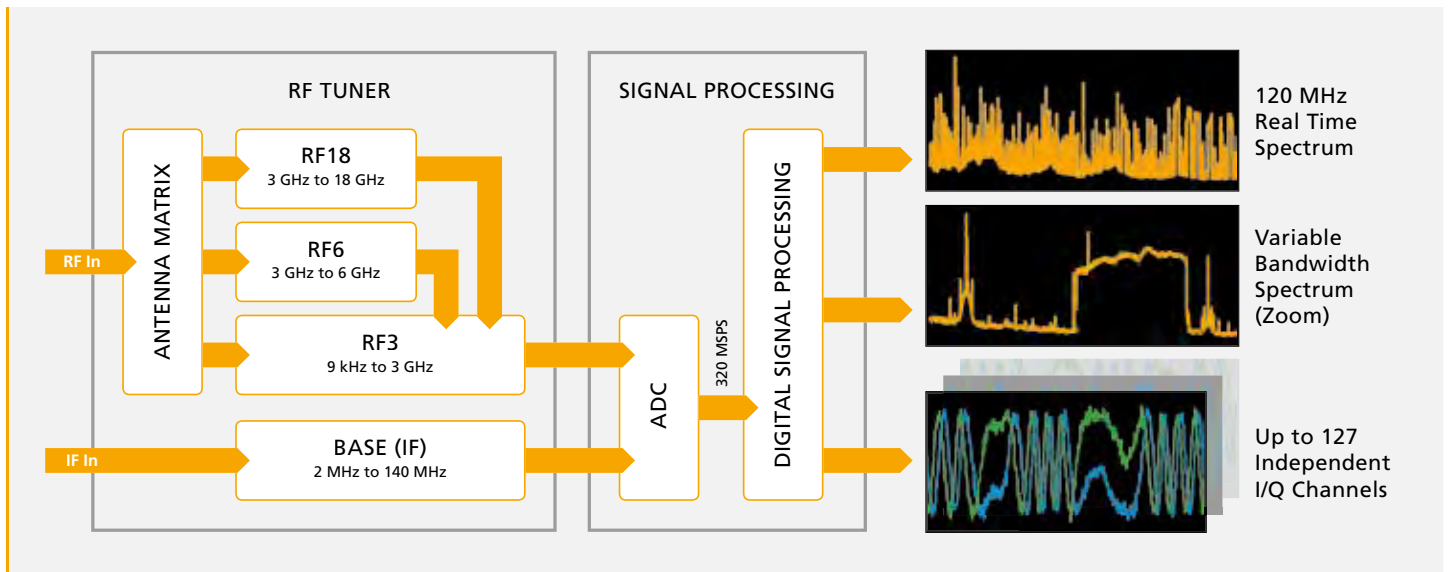 RF TUNER
SIGNAL PROCESSING
RF In
ANTENNA MATRIX
RF18
3 GHz to 18 GHz
RF6
3 GHz to 6 GHz
RF3
9 kHz to 3 GHz
IF In
BASE (IF)
2 MHz to 140 MHz
ADC
320 MSPS
DIGITAL SIGNAL PROCESSING
120 MHz
Real Time
Spectrum
Variable
Bandwidth
Spectrum
(Zoom)
Up to 127
Independent
I/Q Channels